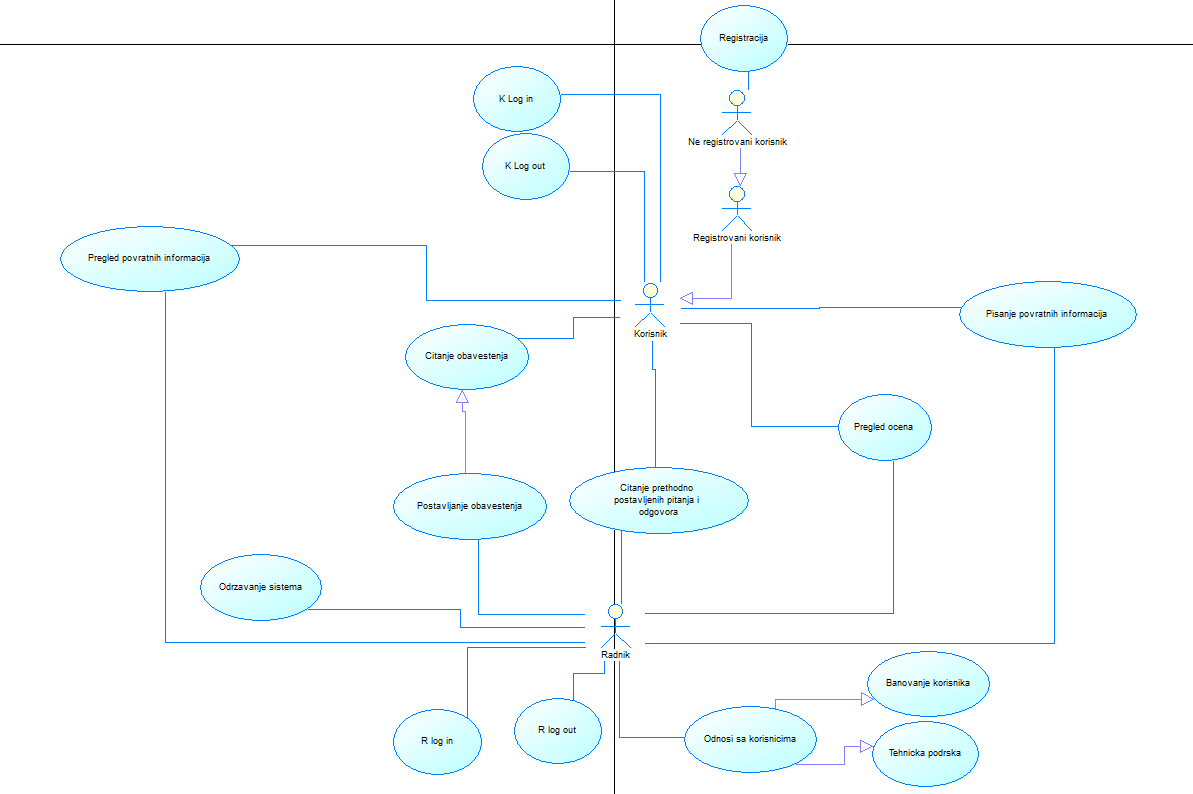 Registracija
K Log in
Ne registrovani korisnik
K Log out
Registrovani korisnik
Pregled povratnih informacija
Pisanje povratnih informacija
Korisnik
Citanje obavestenja
Pregled ocena
Citanje prethodno
postavljenih pitanja i
odgovora
Postavljanje obavestenja
Odrzavanje sistema
Radnik
Banovanje korisnika
R log out
R log in
Odnosi sa korisnicima
Tehnicka podrska